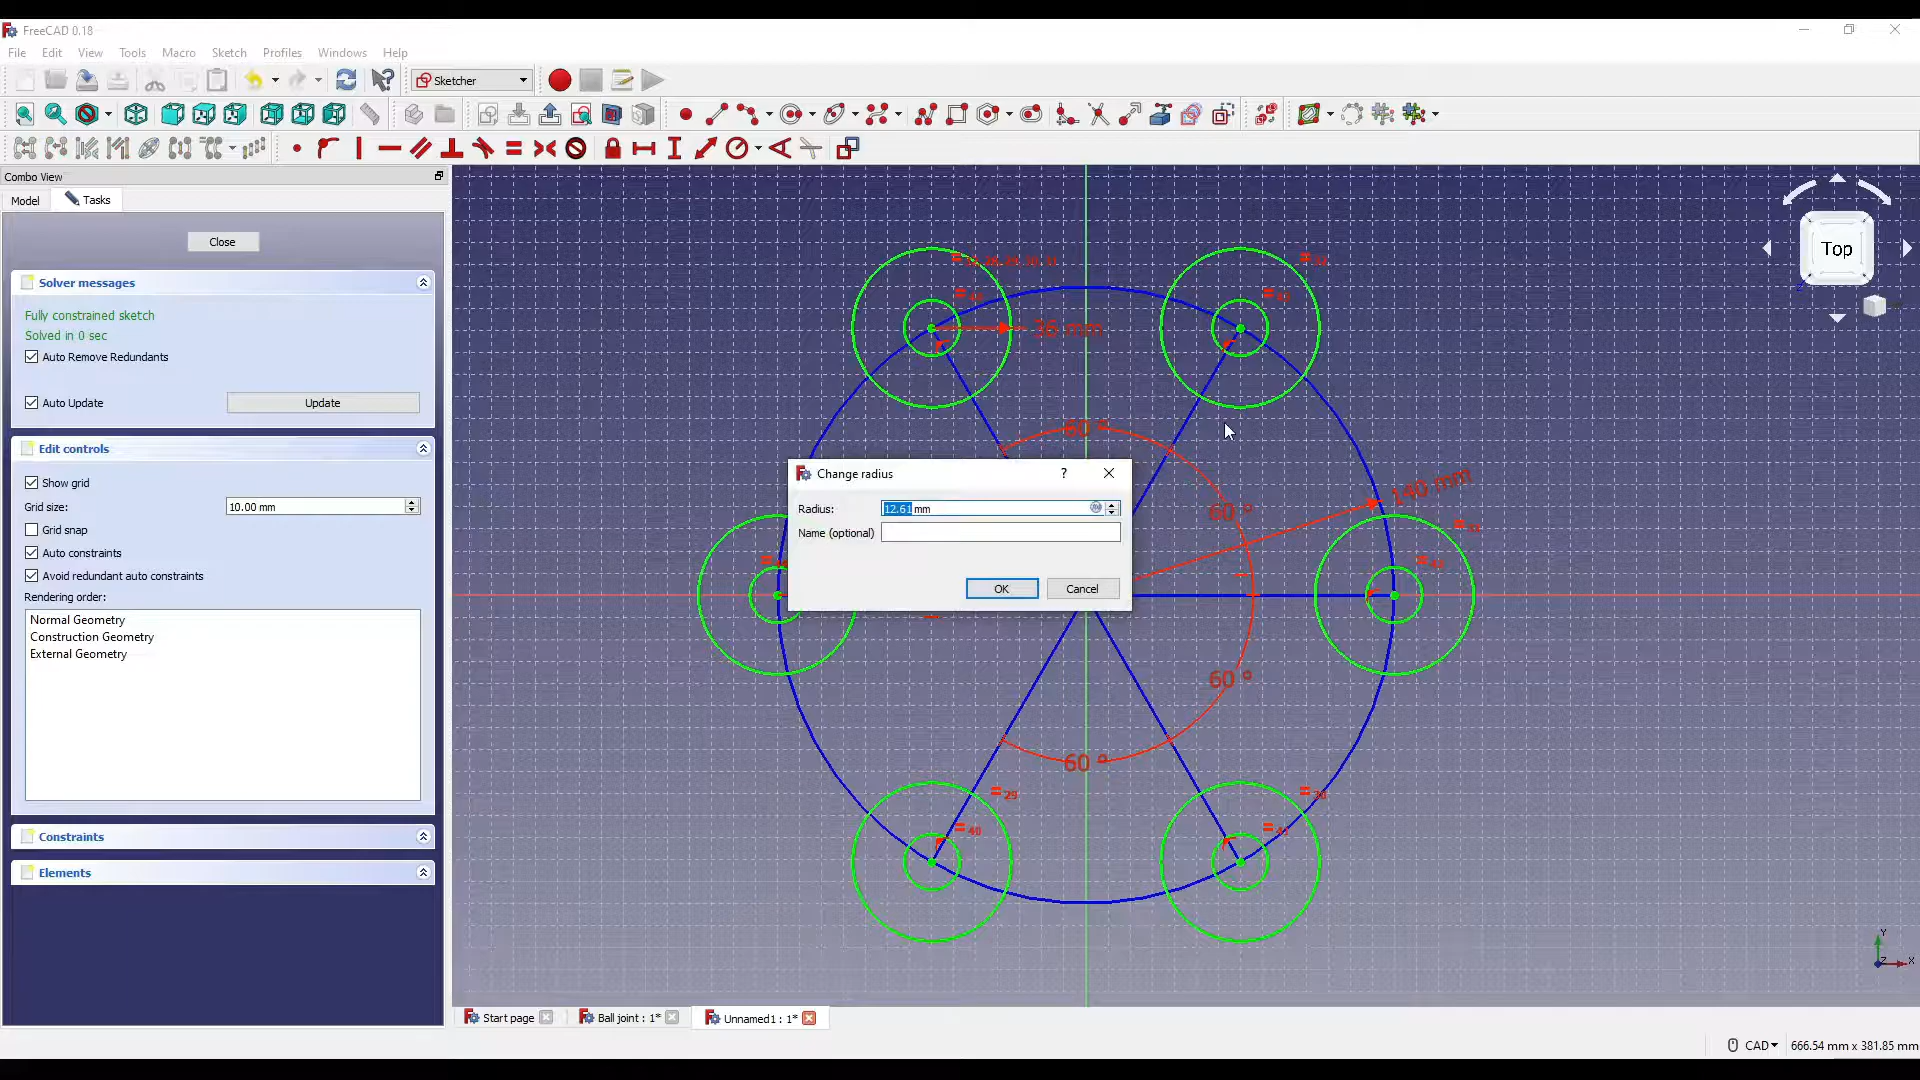 FreeCAD 0.18
File Edit View Tools Macro Sketch Profiles Windows Help
Sketcher
Combo View
Model Tasks
Close
Solver messages
Fully constrained sketch
Solved in 0 sec
Auto Remove Redundants
Auto Update
Update
Edit controls
Show grid
Grid size: 10.00 mm
Grid snap
Auto constraints
Avoid redundant auto constraints
Rendering order:
Normal Geometry
Construction Geometry
External Geometry
Constraints
Elements
Top
36 mm
60 °
140 mm
60 °
Change radius ?
Radius: 12.61 mm
Name (optional)
OK Cancel
60 °
60 °
29
40
Y
Z X
Start page Ball joint : 1* Unnamed1 : 1*
CAD 666.54 mm x 381.85 mm